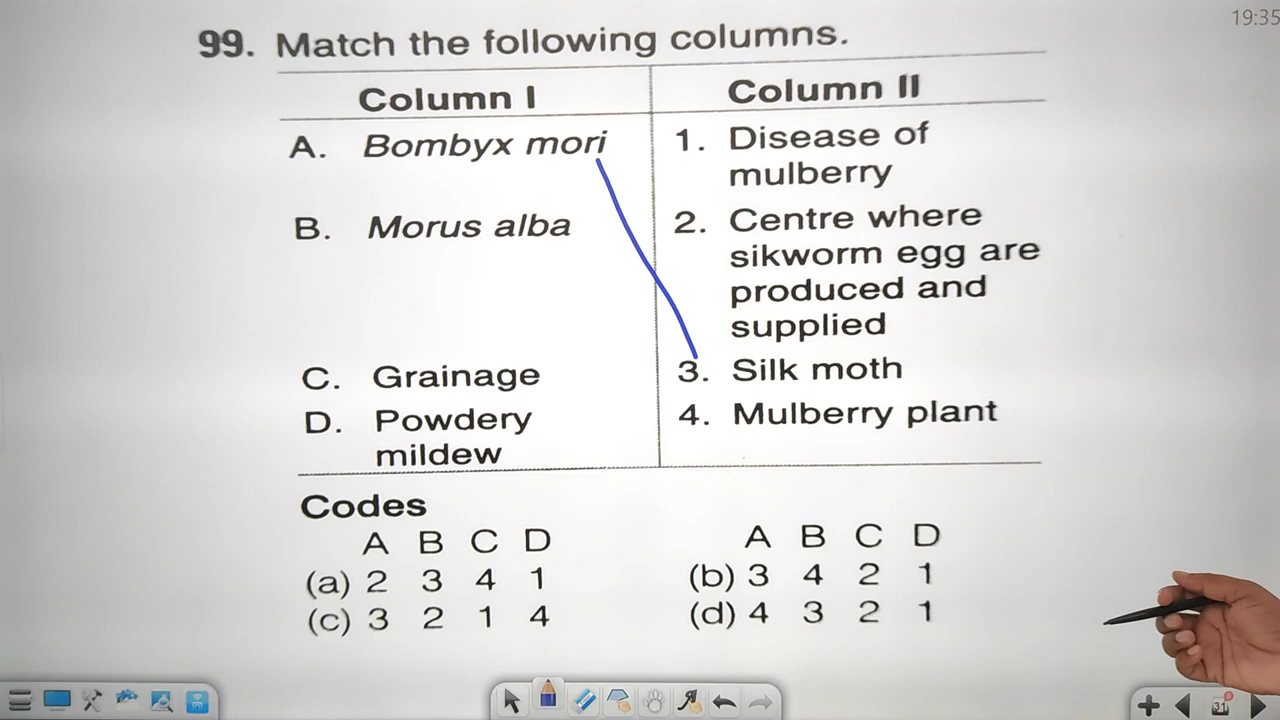 19:35
99. Match the following columns.
Column I Column II
A. Bombyx mori 1. Disease of
mulberry
B. Morus alba 2. Centre where
sikworm egg are
produced and
supplied
C. Grainage 3. Silk moth
D. Powdery 4. Mulberry plant
mildew
Codes
A B C D A B C D
(a) 2 3 4 1 (b) 3 4 2 1
(c) 3 2 1 4 (d) 4 3 2 1
31